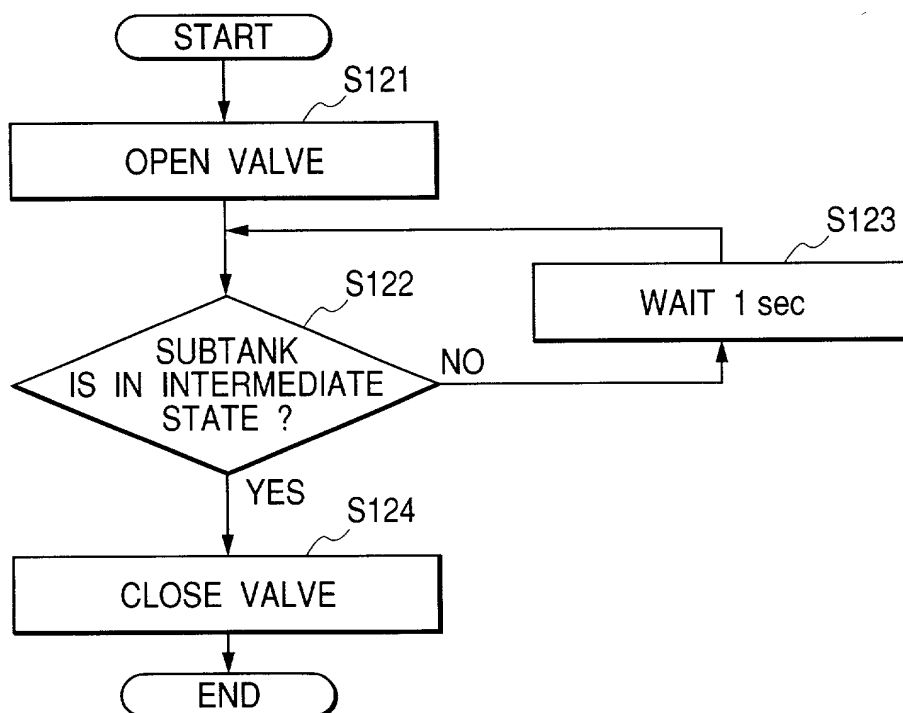 START
S121
OPEN VALVE
S123
WAIT 1 sec
S122
SUBTANK
IS IN INTERMEDIATE
STATE ?
NO
YES
S124
CLOSE VALVE
END